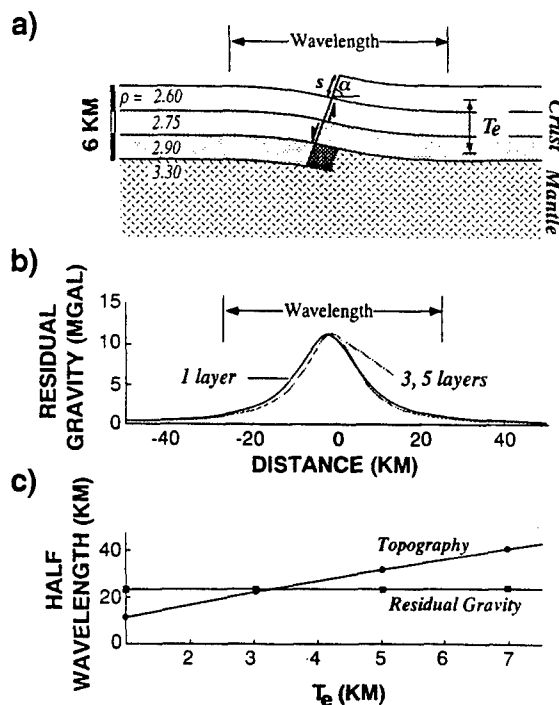 a)
Wavelength
s
α
6 KM
ρ = 2.60
2.75
2.90
3.30
Te
Crust
Mantle
b)
RESIDUAL
GRAVITY (MGAL)
15
10
5
0
Wavelength
1 layer
3, 5 layers
-40 -20 0 20 40
DISTANCE (KM)
c)
HALF
WAVELENGTH (KM)
40
20
0
Topography
Residual Gravity
2 3 4 5 6 7
Te (KM)